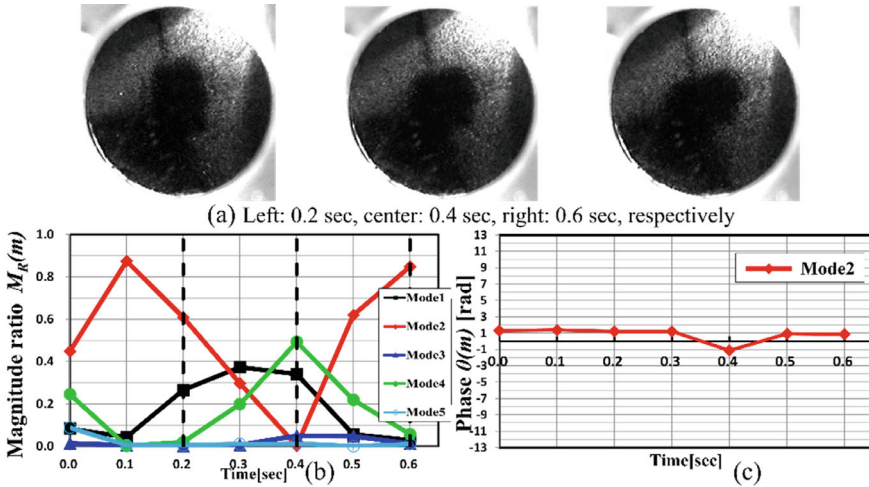 (a) Left: 0.2 sec, center: 0.4 sec, right: 0.6 sec, respectively
Magnitude ratio M_R(m)
1.0
0.8
0.6
0.4
0.2
0.0
0.0 0.1 0.2 0.3 0.4 0.5 0.6
Time[sec]
(b)
Mode1
Mode2
Mode3
Mode4
Mode5
Phase θ(m) [rad]
13
11
9
7
5
3
1
-1
-3
-5
-7
-9
-11
-13
0.0 0.1 0.2 0.3 0.4 0.5 0.6
Mode2
Time[sec]
(c)